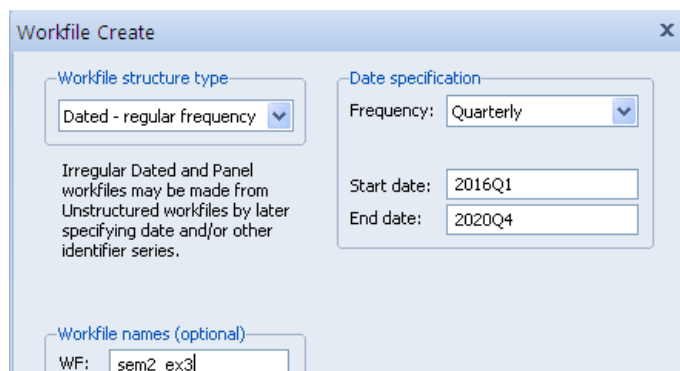 Workfile Create
Workfile structure type
Dated - regular frequency
Irregular Dated and Panel
workfiles may be made from
Unstructured workfiles by later
specifying date and/or other
identifier series.
Date specification
Frequency: Quarterly
Start date: 2016Q1
End date: 2020Q4
Workfile names (optional)
WF: sem2_ex3